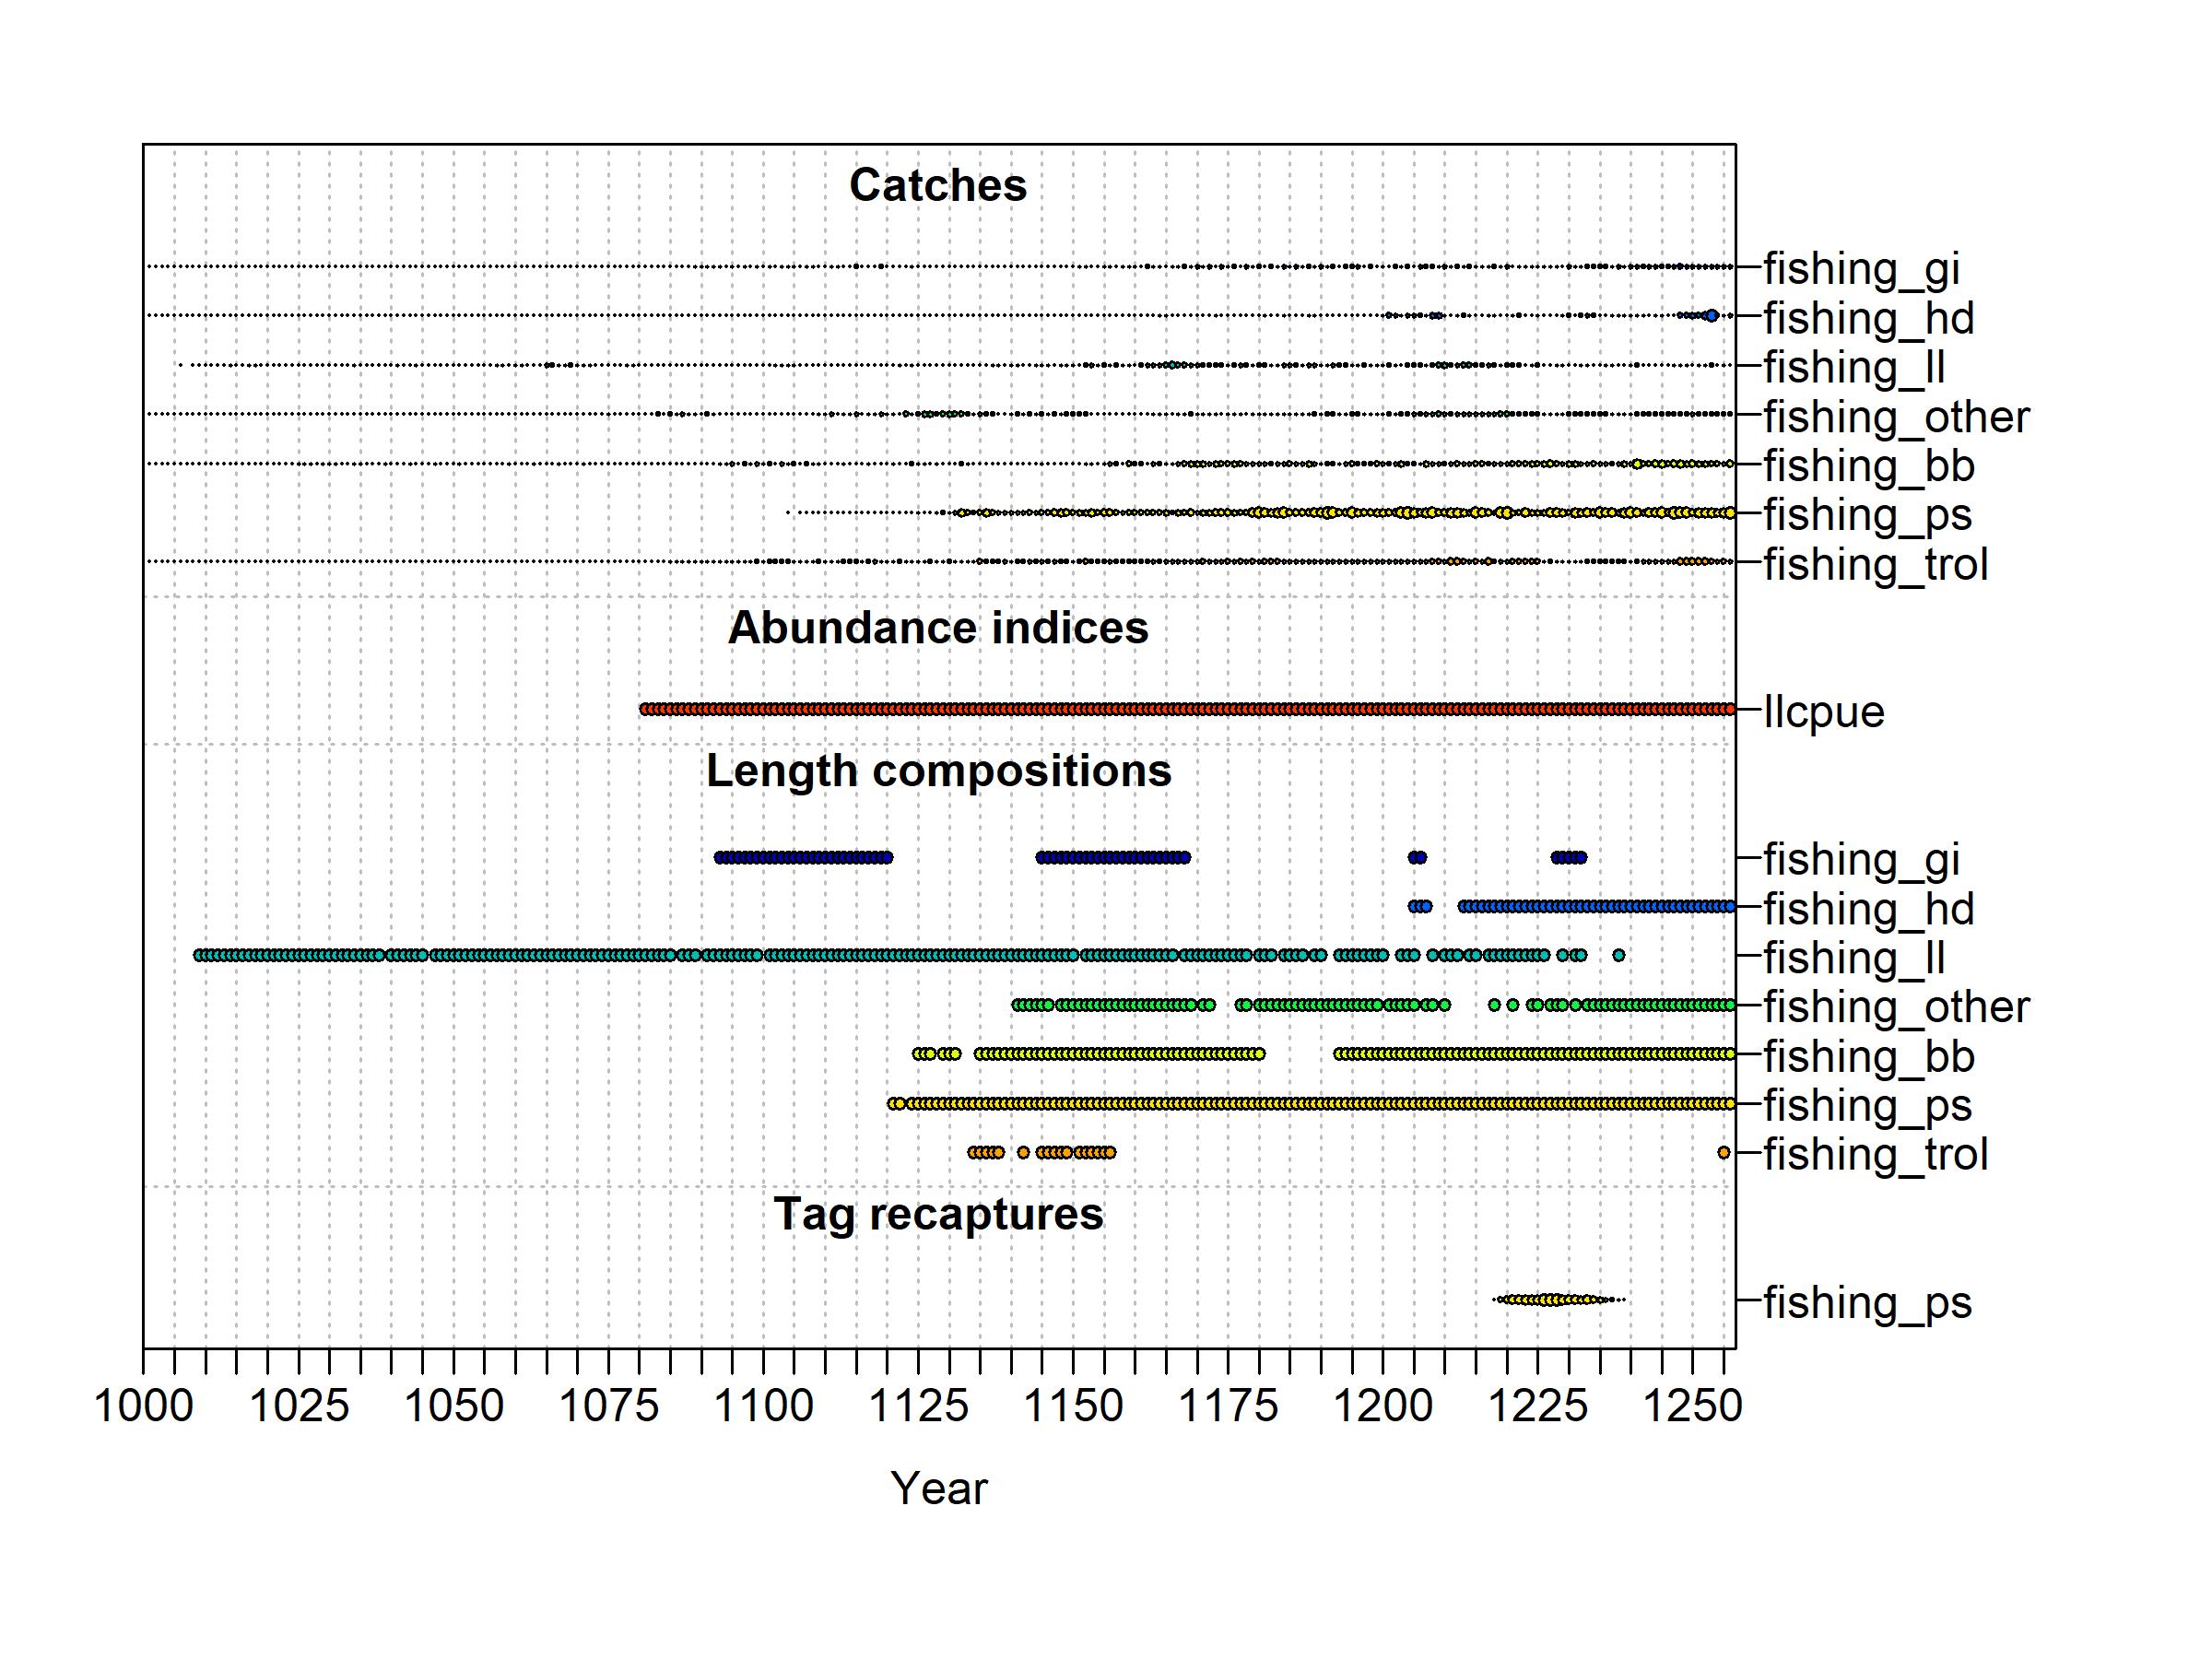 Catches
fishing_gi
fishing_hd
fishing_ll
fishing_other
fishing_bb
fishing_ps
fishing_trol
Abundance indices
llcpue
Length compositions
fishing_gi
fishing_hd
fishing_ll
fishing_other
fishing_bb
fishing_ps
fishing_trol
Tag recaptures
fishing_ps
1000 1025 1050 1075 1100 1125 1150 1175 1200 1225 1250
Year